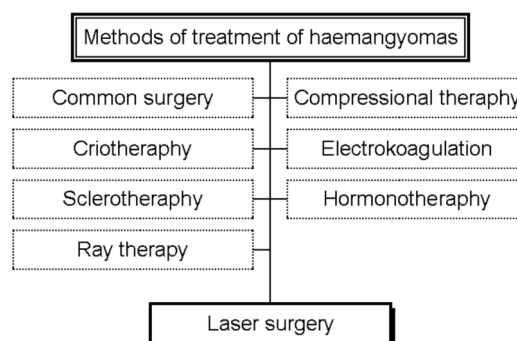 Methods of treatment of haemangyomas
Common surgery
Compressional theraphy
Criotheraphy
Electrokoagulation
Sclerotheraphy
Hormonotheraphy
Ray therapy
Laser surgery